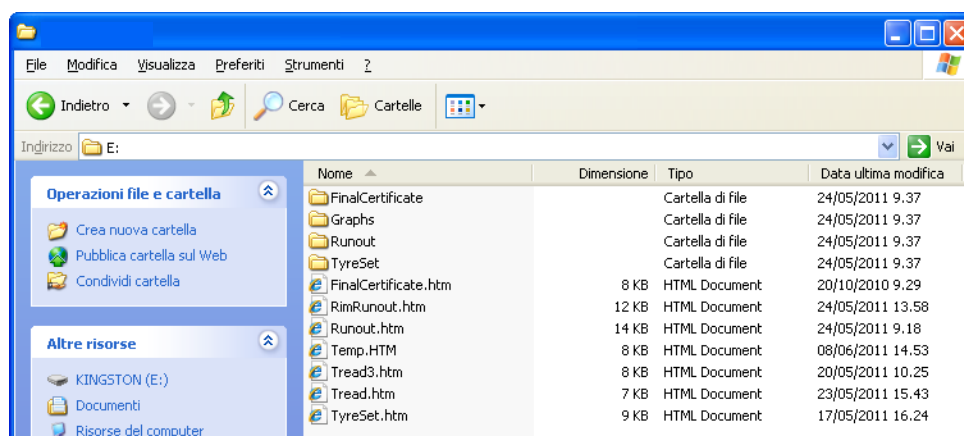 File Modifica Visualizza Preferiti Strumenti ?
Indietro Cerca Cartelle
Indirizzo E: Vai
Nome Dimensione Tipo Data ultima modifica
Operazioni file e cartella
Crea nuova cartella
Pubblica cartella sul Web
Condividi cartella
Altre risorse
KINGSTON (E:)
Documenti
Risorse del computer
FinalCertificate Cartella di file 24/05/2011 9.37
Graphs Cartella di file 24/05/2011 9.37
Runout Cartella di file 24/05/2011 9.37
TyreSet Cartella di file 24/05/2011 9.37
FinalCertificate.htm 8 KB HTML Document 20/10/2010 9.29
RimRunout.htm 12 KB HTML Document 24/05/2011 13.58
Runout.htm 14 KB HTML Document 24/05/2011 9.18
Temp.HTM 8 KB HTML Document 08/06/2011 14.53
Tread3.htm 8 KB HTML Document 20/05/2011 10.25
Tread.htm 7 KB HTML Document 23/05/2011 15.43
TyreSet.htm 9 KB HTML Document 17/05/2011 16.24